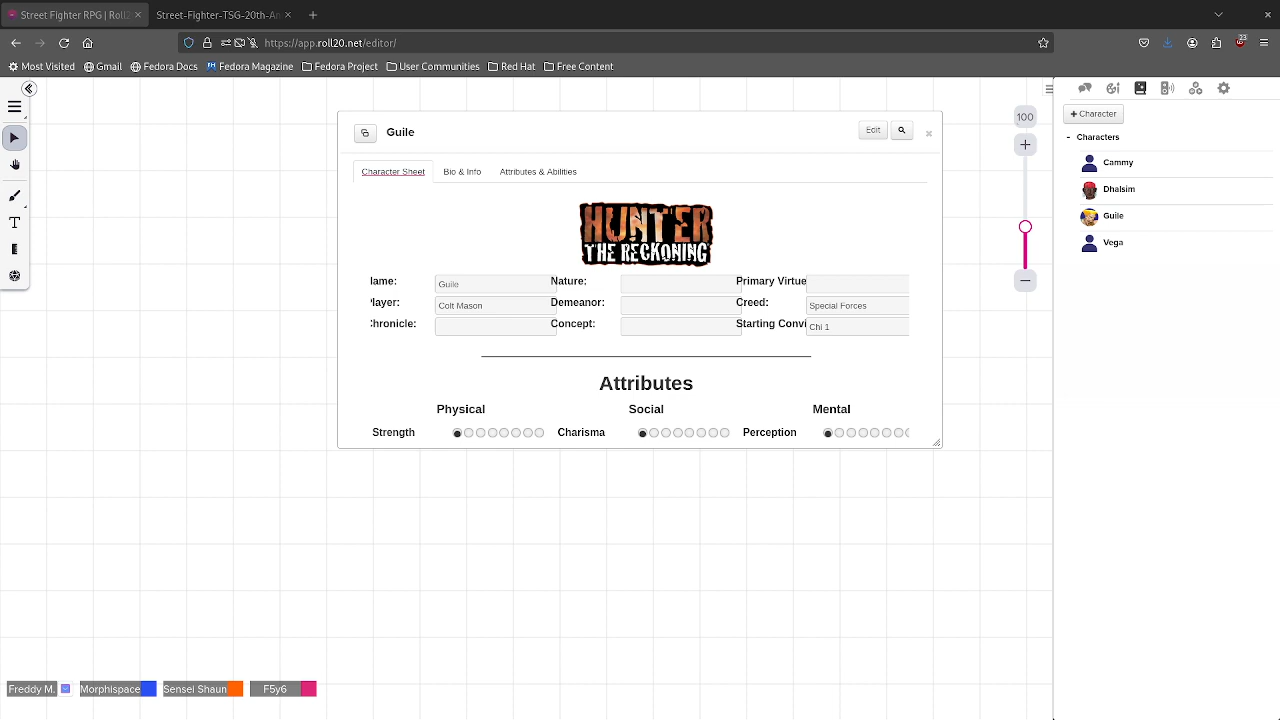 Street Fighter RPG | Roll2
Street-Fighter-TSG-20th-An
https://app.roll20.net/editor/
23
Most Visited
Gmail
Fedora Docs
Fedora Magazine
Fedora Project
User Communities
Red Hat
Free Content
Guile
Edit
Character Sheet
Bio & Info
Attributes & Abilities
HUNTER
THE RECKONING
lame:
Guile
Nature:
Primary Virtue
layer:
Colt Mason
Demeanor:
Creed:
Special Forces
hronicle:
Concept:
Starting Convi
Chi 1
Attributes
Physical
Social
Mental
Strength
Charisma
Perception
100
+ Character
Characters
Cammy
Dhalsim
Guile
Vega
Freddy M.
Morphispace
Sensei Shaun
F5y6